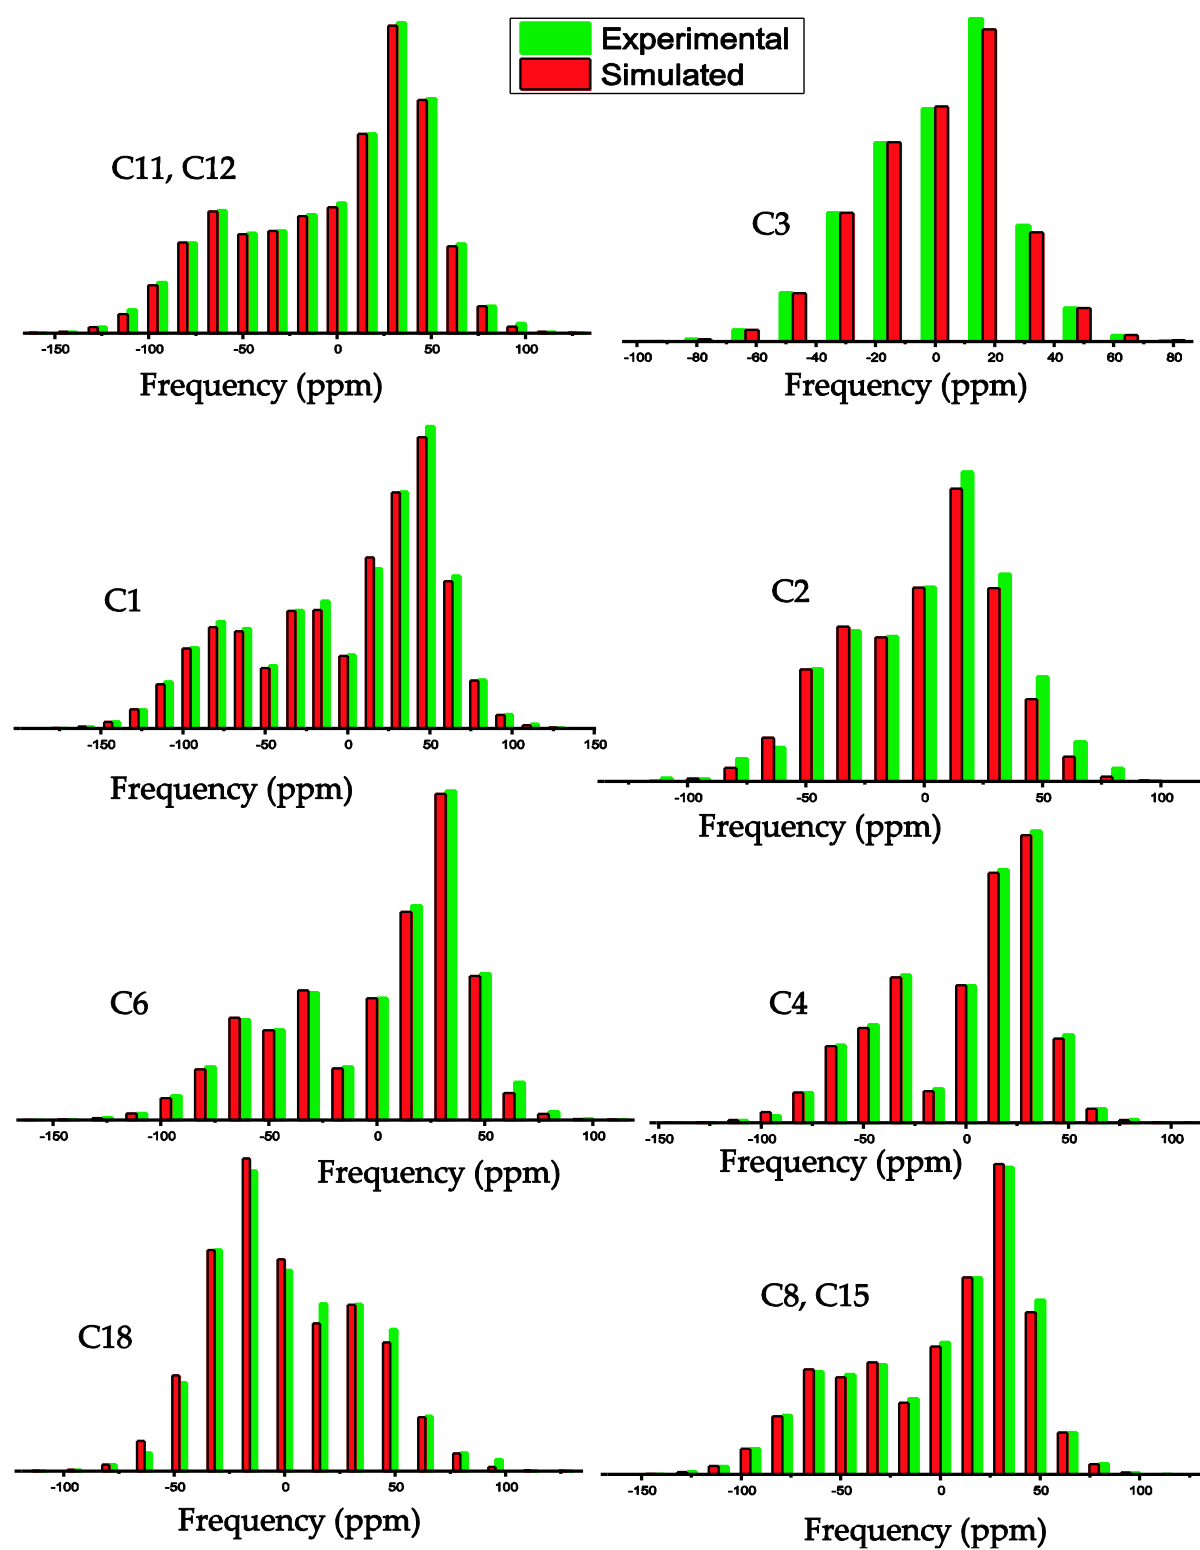 Experimental
Simulated
C11, C12
-150 -100 -50 0 50 100
Frequency (ppm)
C3
-100 -80 -60 -40 -20 0 20 40 60 80
Frequency (ppm)
C1
-150 -100 -50 0 50 100 150
Frequency (ppm)
C2
-100 -50 0 50 100
Frequency (ppm)
C6
-150 -100 -50 0 50 100
Frequency (ppm)
C4
-150 -100 -50 0 50 100
Frequency (ppm)
C18
-100 -50 0 50 100
Frequency (ppm)
C8, C15
-150 -100 -50 0 50 100
Frequency (ppm)